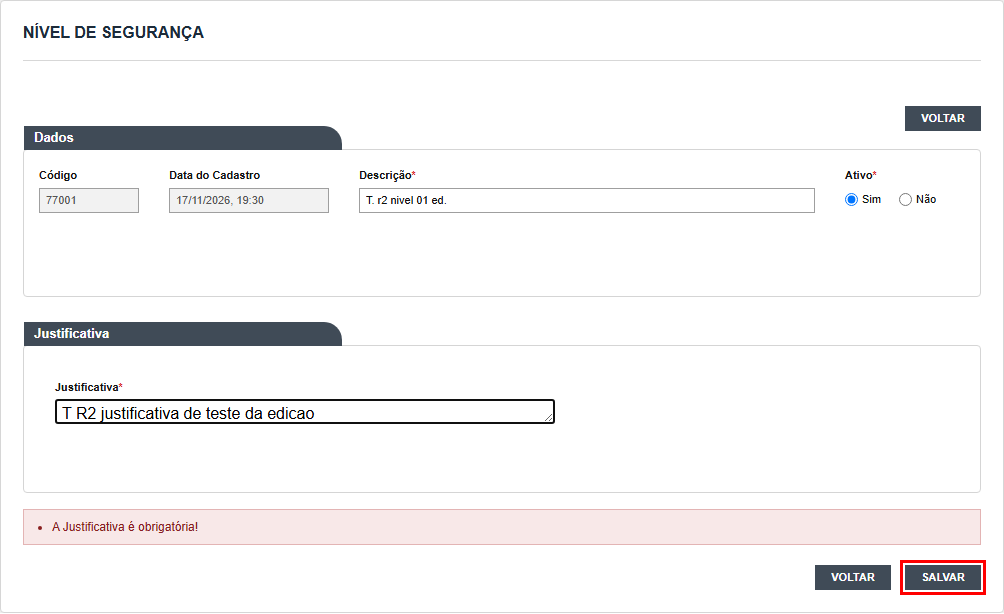 NÍVEL DE SEGURANÇA
VOLTAR
Dados
Código Data do Cadastro Descrição* Ativo*
77001 17/11/2026, 19:30 T. r2 nivel 01 ed. Sim Não
Justificativa
Justificativa*
T R2 justificativa de teste da edicao
• A Justificativa é obrigatória!
VOLTAR SALVAR